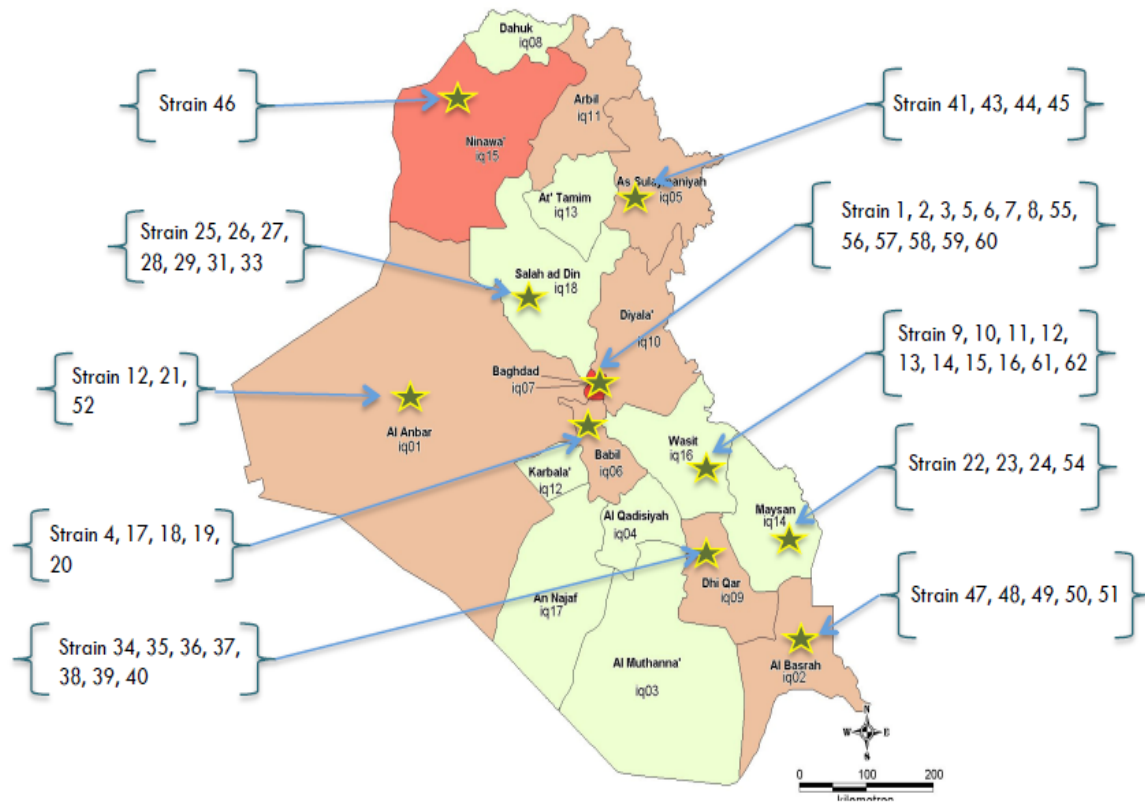 Dahuk
iq08
Strain 46
Arbil
iq11
Strain 41, 43, 44, 45
Ninawa'
iq15
As Sulaymaniyah
iq05
At' Tamim
iq13
Strain 1, 2, 3, 5, 6, 7, 8, 55,
56, 57, 58, 59, 60
Strain 25, 26, 27,
28, 29, 31, 33
Salah ad Din
iq18
Diyala'
iq10
Strain 9, 10, 11, 12,
13, 14, 15, 16, 61, 62
Baghdad
iq07
Strain 12, 21,
52
Al Anbar
iq01
Wasit
iq16
Babil
iq06
Karbala'
iq12
Strain 22, 23, 24, 54
Maysan
iq14
Al Qadisiyah
iq04
Strain 4, 17, 18, 19,
20
Dhi Qar
iq09
An Najaf
iq17
Strain 47, 48, 49, 50, 51
Strain 34, 35, 36, 37,
38, 39, 40
Al Muthanna'
iq03
Al Basrah
iq02
N
W E
S
0 100 200
kilometres